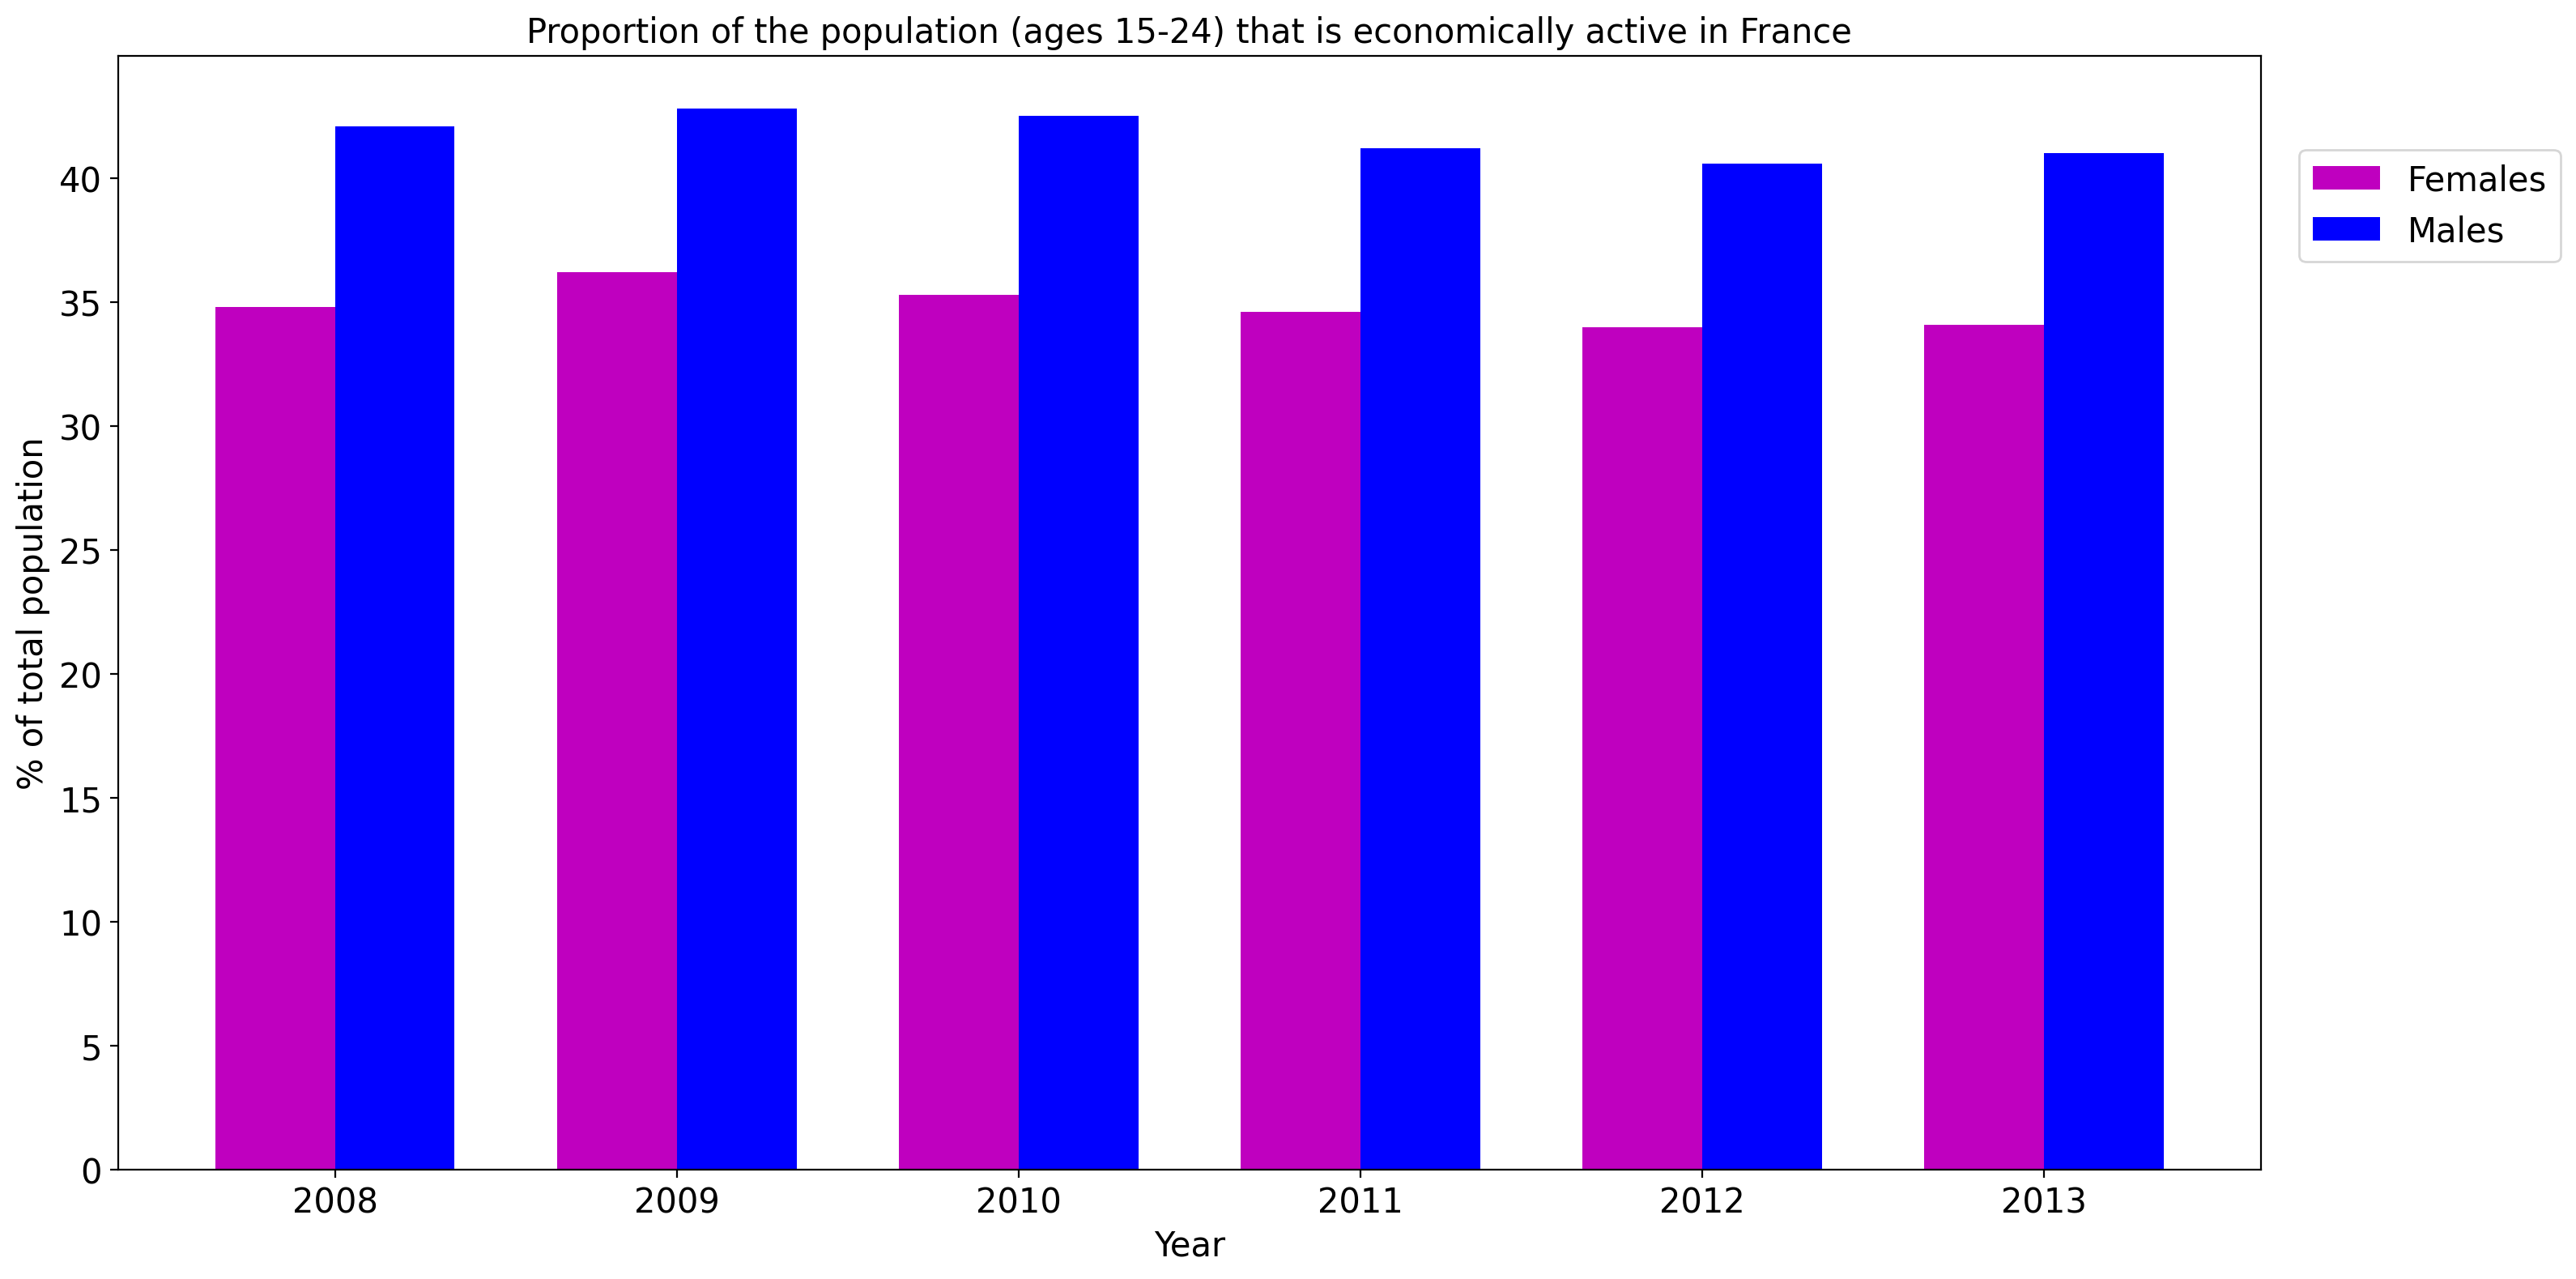 Proportion of the population (ages 15-24) that is economically active in France
% of total population
40
35
30
25
20
15
10
5
0
2008 2009 2010 2011 2012 2013
Year
Females
Males